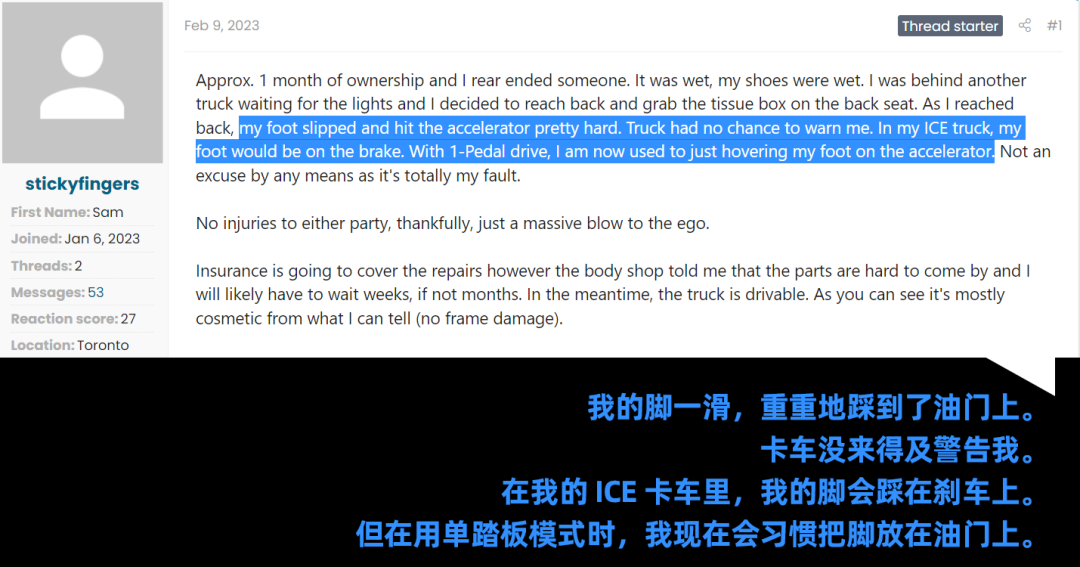 Feb 9, 2023
Thread starter
#1
Approx. 1 month of ownership and I rear ended someone. It was wet, my shoes were wet. I was behind another
truck waiting for the lights and I decided to reach back and grab the tissue box on the back seat. As I reached
back, my foot slipped and hit the accelerator pretty hard. Truck had no chance to warn me. In my ICE truck, my
foot would be on the brake. With 1-Pedal drive, I am now used to just hovering my foot on the accelerator. Not an
excuse by any means as it's totally my fault.
No injuries to either party, thankfully, just a massive blow to the ego.
Insurance is going to cover the repairs however the body shop told me that the parts are hard to come by and I
will likely have to wait weeks, if not months. In the meantime, the truck is drivable. As you can see it's mostly
cosmetic from what I can tell (no frame damage).
stickyfingers
First Name: Sam
Joined: Jan 6, 2023
Threads: 2
Messages: 53
Reaction score: 27
Location: Toronto
我的脚一滑，重重地踩到了油门上。
卡车没来得及警告我。
在我的 ICE 卡车里，我的脚会踩在刹车上。
但在用单踏板模式时，我现在会习惯把脚放在油门上。